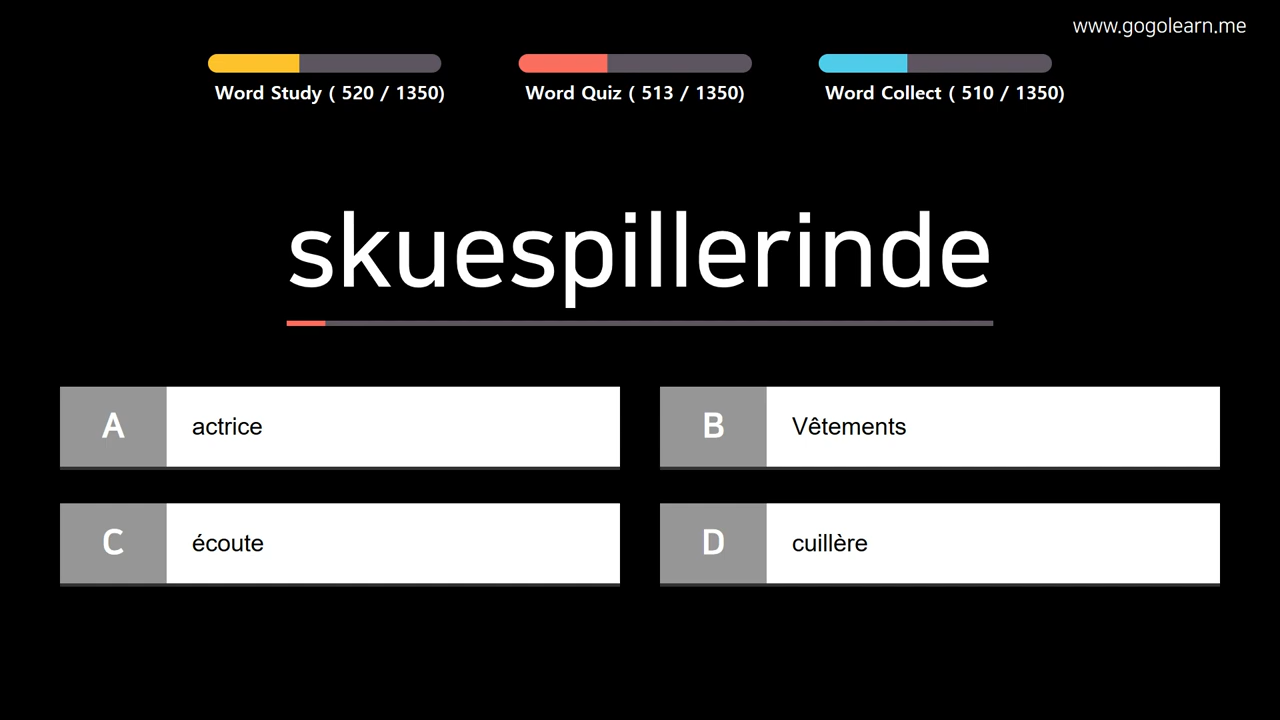 www.gogolearn.me
Word Study ( 520 / 1350)
Word Quiz ( 513 / 1350)
Word Collect ( 510 / 1350)
skuespillerinde
A actrice
B Vêtements
C écoute
D cuillère